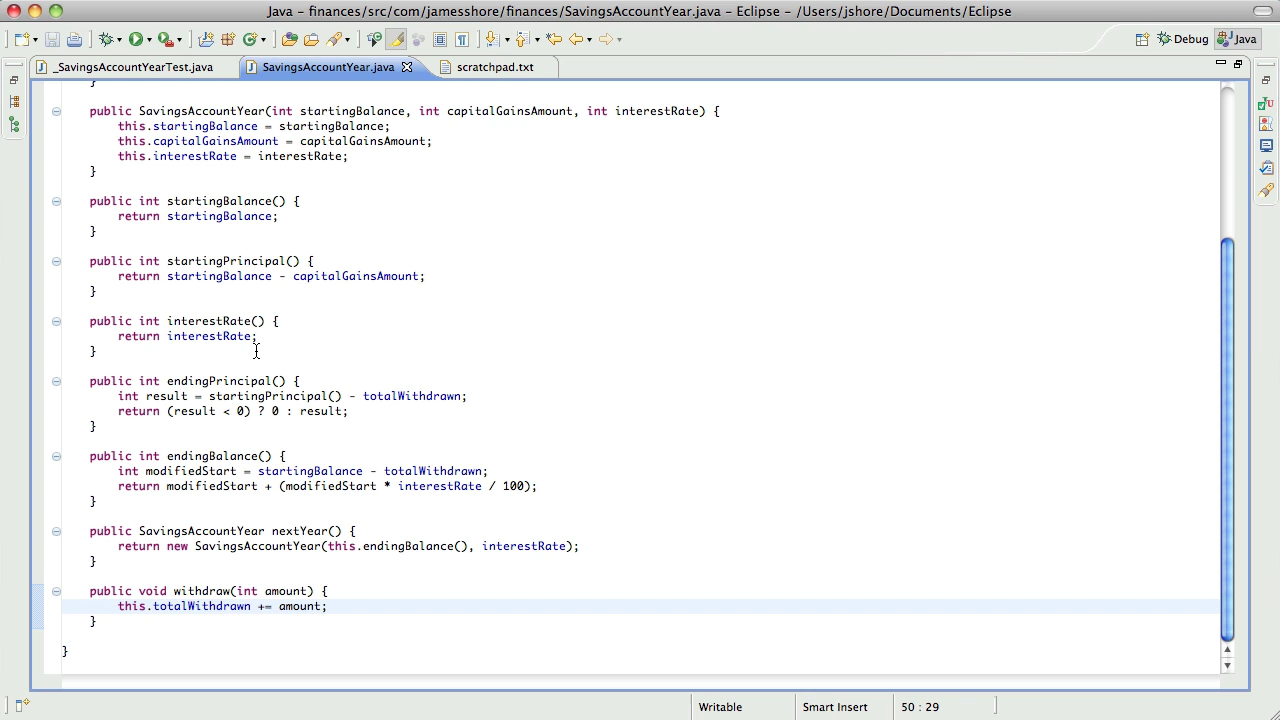 Java - finances/src/com/jamesshore/finances/SavingsAccountYear.java - Eclipse - /Users/jshore/Documents/Eclipse
Debug Java
_SavingsAccountYearTest.java SavingsAccountYear.java scratchpad.txt
}
public SavingsAccountYear(int startingBalance, int capitalGainsAmount, int interestRate) {
this.startingBalance = startingBalance;
this.capitalGainsAmount = capitalGainsAmount;
this.interestRate = interestRate;
}
public int startingBalance() {
return startingBalance;
}
public int startingPrincipal() {
return startingBalance - capitalGainsAmount;
}
public int interestRate() {
return interestRate;
}
public int endingPrincipal() {
int result = startingPrincipal() - totalWithdrawn;
return (result < 0) ? 0 : result;
}
public int endingBalance() {
int modifiedStart = startingBalance - totalWithdrawn;
return modifiedStart + (modifiedStart * interestRate / 100);
}
public SavingsAccountYear nextYear() {
return new SavingsAccountYear(this.endingBalance(), interestRate);
}
public void withdraw(int amount) {
this.totalWithdrawn += amount;
}
}
Writable Smart Insert 50 : 29